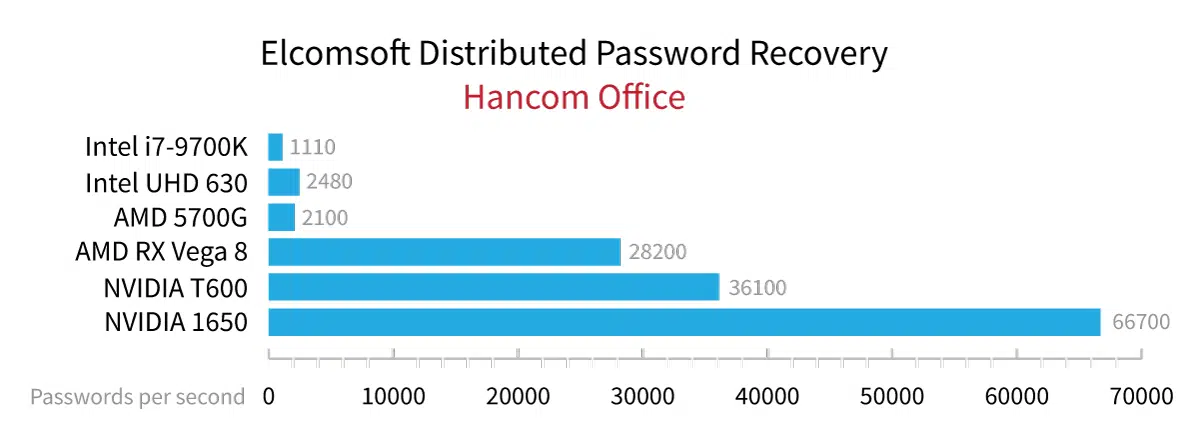 Elcomsoft Distributed Password Recovery
Hancom Office
Intel i7-9700K 1110
Intel UHD 630 2480
AMD 5700G 2100
AMD RX Vega 8 28200
NVIDIA T600 36100
NVIDIA 1650 66700
Passwords per second 0 10000 20000 30000 40000 50000 60000 70000